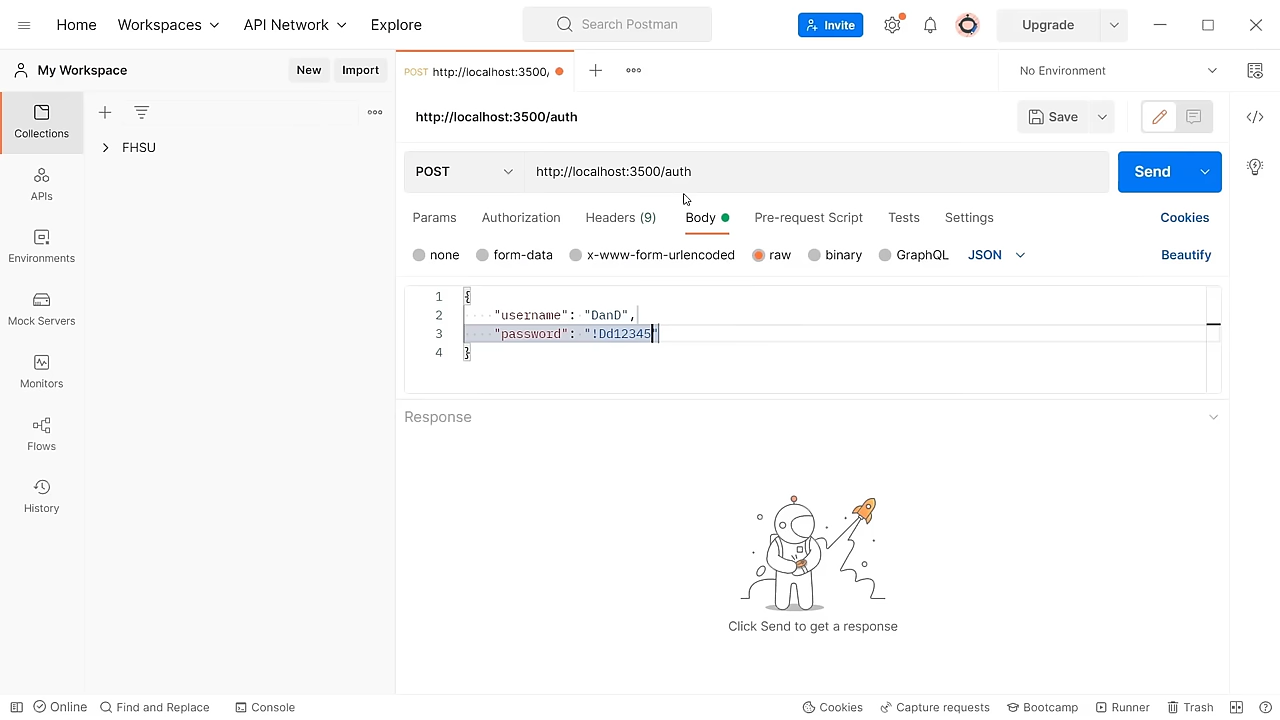 Home Workspaces API Network Explore Search Postman Invite Upgrade
My Workspace New Import POST http://localhost:3500/ No Environment
Collections
APIs
Environments
Mock Servers
Monitors
Flows
History
FHSU
http://localhost:3500/auth Save
POST http://localhost:3500/auth Send
Params Authorization Headers (9) Body Pre-request Script Tests Settings Cookies
none form-data x-www-form-urlencoded raw binary GraphQL JSON Beautify
1 {
2 "username": "DanD",
3 "password": "!Dd12345"
4 }
Response
Click Send to get a response
Online Find and Replace Console Cookies Capture requests Bootcamp Runner Trash